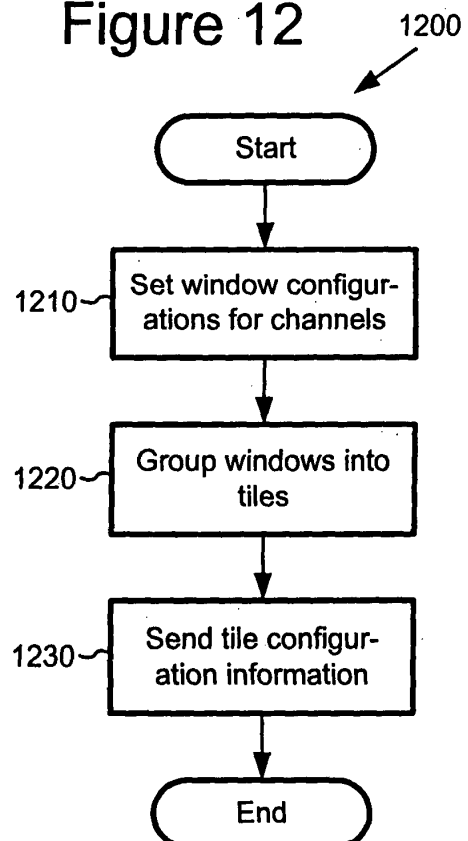 Figure 12
1200
Start
1210
Set window configur-
ations for channels
1220
Group windows into
tiles
1230
Send tile configur-
ation information
End